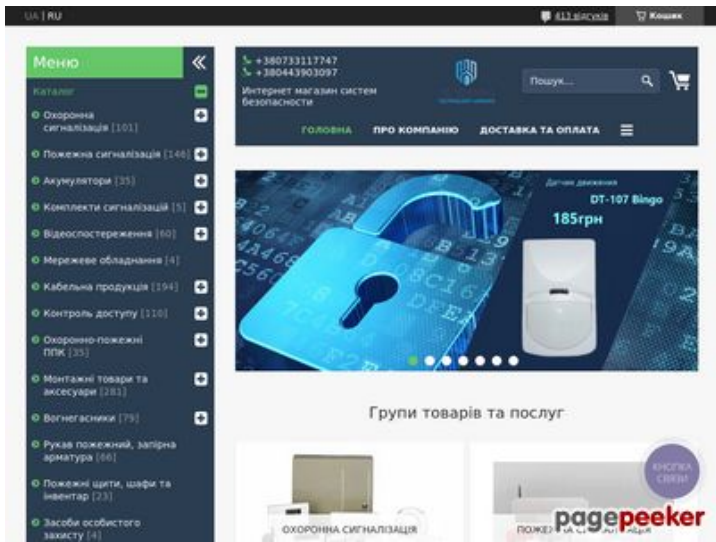 UA | RU
413 відгуків
Кошик
Меню
Каталог
Охоронна
сигналізація [101]
Пожежна сигналізація [146]
Акумулятори [35]
Комплекти сигналізацій [5]
Відеоспостереження [60]
Мережеве обладнання [4]
Кабельна продукція [194]
Контроль доступу [110]
Охоронно-пожежні
ППК [35]
Монтажні товари та
аксесуари [281]
Вогнегасники [79]
Рукав пожежний, запірна
арматура [66]
Пожежні щити, шафи та
інвентар [23]
Засоби особистого
захисту [4]
+380733117747
+380443903097
Интернет магазин систем
безопасности
Пошук...
ГОЛОВНА
ПРО КОМПАНІЮ
ДОСТАВКА ТА ОПЛАТА
Датчик движения
DT-107 Bingo
185грн
Групи товарів та послуг
ОХОРОННА СИГНАЛІЗАЦІЯ
КНОПКА
СВЯЗИ
pagepeeker